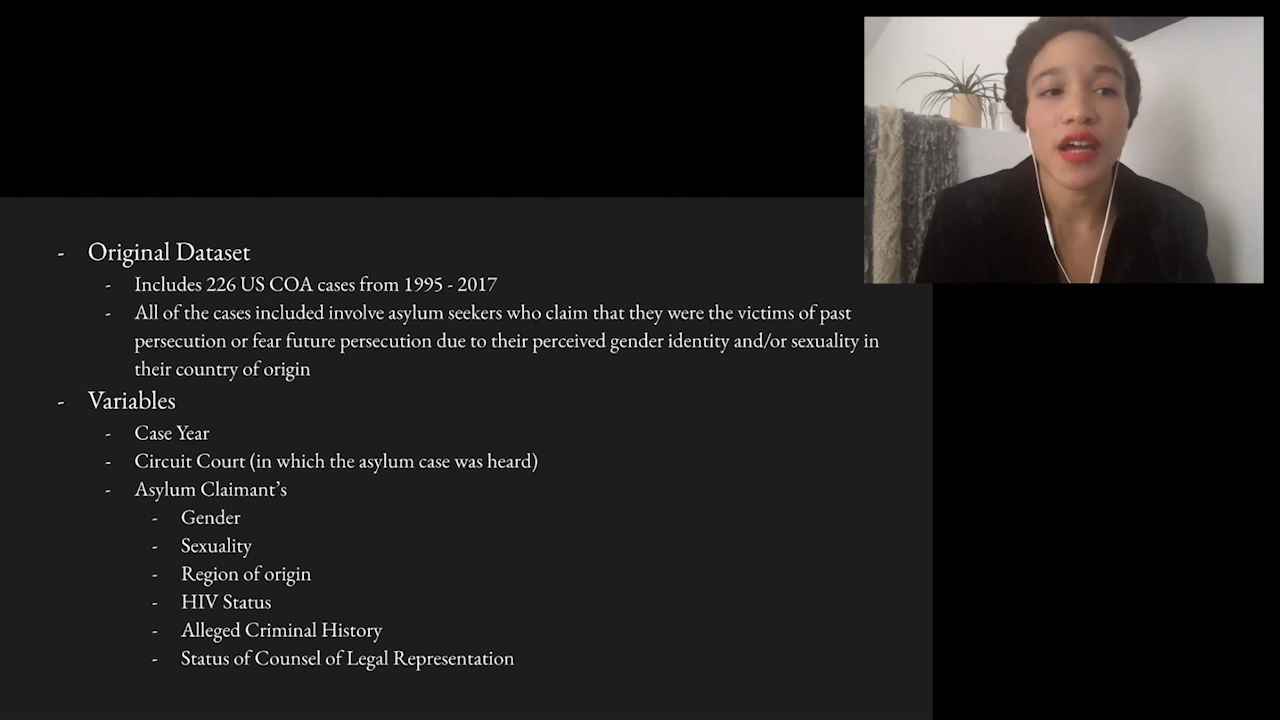 - Original Dataset
- Includes 226 US COA cases from 1995 - 2017
- All of the cases included involve asylum seekers who claim that they were the victims of past
persecution or fear future persecution due to their perceived gender identity and/or sexuality in
their country of origin
- Variables
- Case Year
- Circuit Court (in which the asylum case was heard)
- Asylum Claimant’s
- Gender
- Sexuality
- Region of origin
- HIV Status
- Alleged Criminal History
- Status of Counsel of Legal Representation